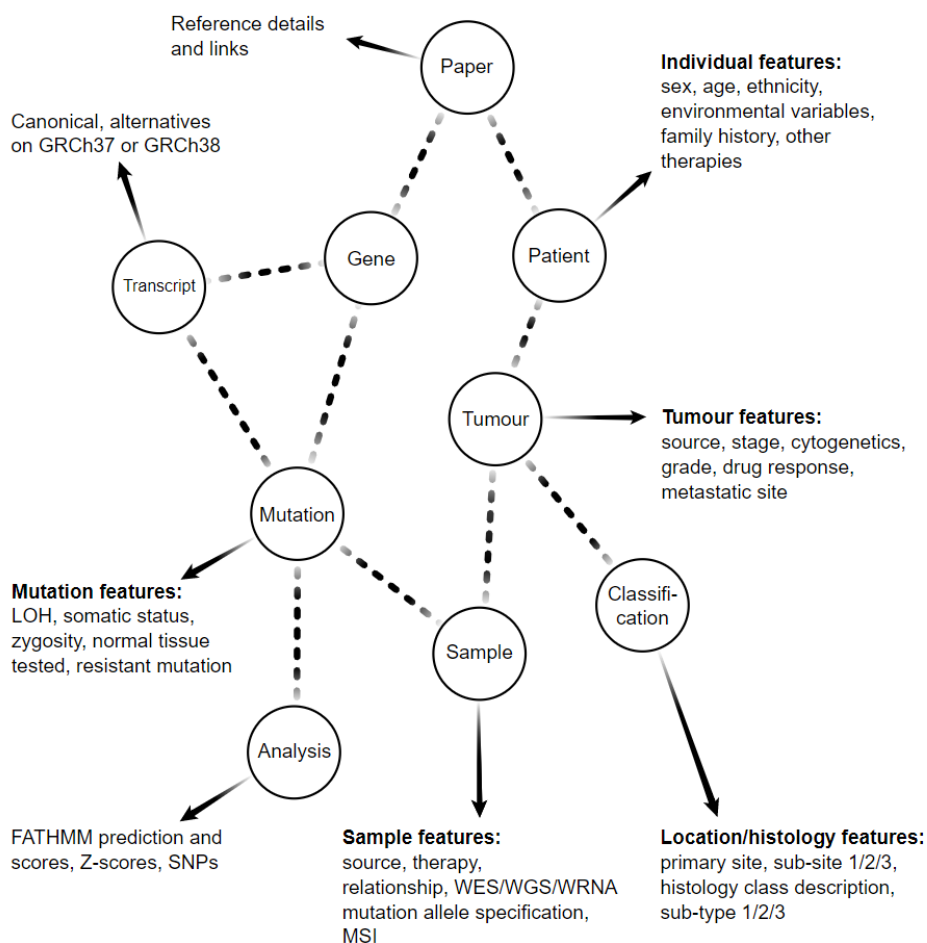 Reference details
and links
Paper
Individual features:
sex, age, ethnicity,
environmental variables,
family history, other
therapies
Canonical, alternatives
on GRCh37 or GRCh38
Gene
Patient
Transcript
Tumour
Tumour features:
source, stage, cytogenetics,
grade, drug response,
metastatic site
Mutation
Mutation features:
LOH, somatic status,
zygosity, normal tissue
tested, resistant mutation
Classifi-
cation
Sample
Analysis
FATHMM prediction and
scores, Z-scores, SNPs
Sample features:
source, therapy,
relationship, WES/WGS/WRNA
mutation allele specification,
MSI
Location/histology features:
primary site, sub-site 1/2/3,
histology class description,
sub-type 1/2/3